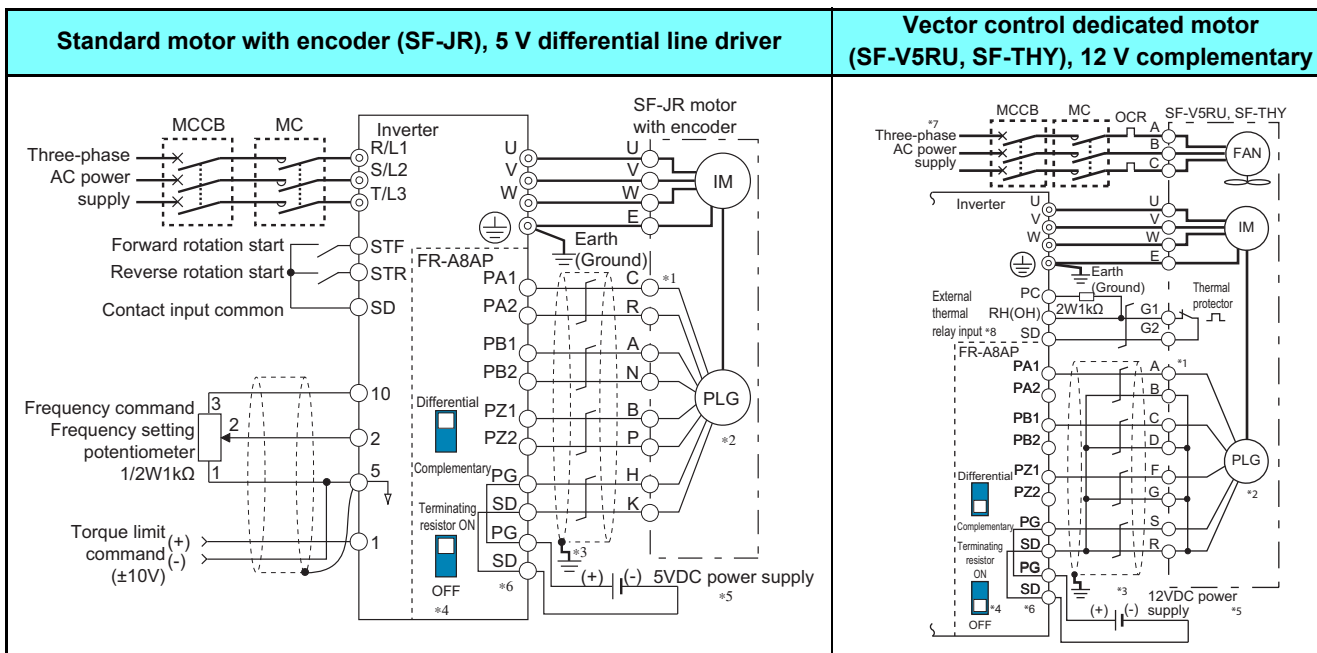 Standard motor with encoder (SF-JR), 5 V differential line driver
SF-JR motor
with encoder
MCCB
MC
Inverter
Three-phase
AC power
supply
R/L1
S/L2
T/L3
U
V
W
U
V
W
E
IM
Earth
(Ground)
Forward rotation start
Reverse rotation start
Contact input common
STF
STR
SD
FR-A8AP
PA1
PA2
PB1
PB2
PZ1
PZ2
PG
SD
PG
SD
C
*1
R
A
N
B
P
H
K
PLG
*2
Differential
Complementary
Terminating
resistor ON
OFF
*4
*6
*3
(+)
(-)
5VDC power supply
*5
Frequency command
Frequency setting
potentiometer
1/2W1kΩ
3
2
1
10
2
5
1
Torque limit
command
(±10V)
(+)
(-)
Vector control dedicated motor
(SF-V5RU, SF-THY), 12 V complementary
MCCB
MC
OCR
SF-V5RU, SF-THY
*7
Three-phase
AC power
supply
A
B
C
FAN
Inverter
U
V
W
U
V
W
E
IM
Earth
(Ground)
External
thermal
relay input *8
PC
RH(OH)
SD
2W1kΩ
G1
G2
Thermal
protector
FR-A8AP
PA1
PA2
PB1
PB2
PZ1
PZ2
PG
SD
PG
SD
A
*1
B
C
D
F
G
S
R
PLG
*2
Differential
Complementary
Terminating
resistor
ON
*4
OFF
*6
*3
(+)
(-)
12VDC power
supply
*5